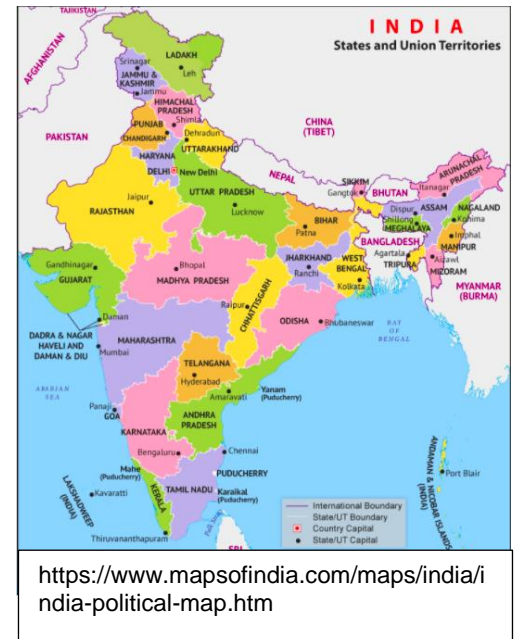 TAJIKISTAN
INDIA
States and Union Territories
AFGHANISTAN
LADAKH
Srinagar
Leh
JAMMU &
KASHMIR
Jammu
HIMACHAL
PRADESH
Shimla
PUNJAB
CHANDIGARH
Dehradun
UTTARAKHAND
CHINA
(TIBET)
PAKISTAN
HARYANA
DELHI
New Delhi
NEPAL
SIKKIM
Gangtok
BHUTAN
ARUNACHAL
PRADESH
Itanagar
Jaipur
RAJASTHAN
UTTAR PRADESH
Lucknow
BIHAR
Patna
Dispur
ASSAM
NAGALAND
Shillong
Kohima
MEGHALAYA
Imphal
BANGLADESH
MANIPUR
Agartala
Aizawl
TRIPURA
MIZORAM
Gandhinagar
GUJARAT
Bhopal
MADHYA PRADESH
JHARKHAND
Ranchi
WEST
BENGAL
Kolkata
MYANMAR
(BURMA)
Raipur
CHHATTISGARH
ODISHA
Bhubaneswar
BAY
OF
BENGAL
Daman
DADRA & NAGAR
HAVELI AND
DAMAN & DIU
Mumbai
MAHARASHTRA
TELANGANA
Hyderabad
Amaravati
Yanam
(Puducherry)
ARABIAN
SEA
Panaji
GOA
KARNATAKA
ANDHRA
PRADESH
Bengaluru
Chennai
Mahe
(Puducherry)
PUDUCHERRY
LAKSHADWEEP
(INDIA)
Kavaratti
KERALA
TAMIL NADU
Karaikal
(Puducherry)
Thiruvananthapuram
ANDAMAN & NICOBAR ISLANDS
(INDIA)
Port Blair
International Boundary
State/UT Boundary
Country Capital
State/UT Capital
https://www.mapsofindia.com/maps/india/i
ndia-political-map.htm